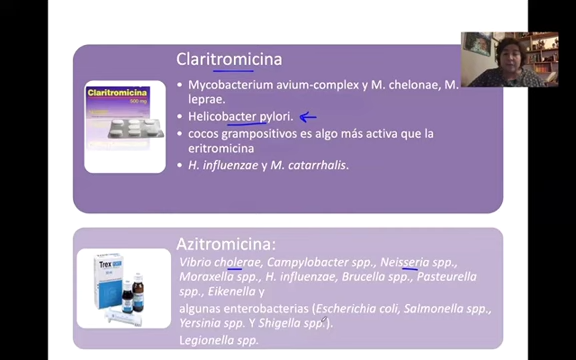 Claritromicina
Mycobacterium avium-complex y M. chelonae, M.
leprae.
Helicobacter pylori.
cocos grampositivos es algo más activa que la
eritromicina
H. influenzae y M. catarrhalis.
Claritromicina
500 mg
Azitromicina:
Vibrio cholerae, Campylobacter spp., Neisseria spp.,
Moraxella spp., H. influenzae, Brucella spp., Pasteurella
spp., Eikenella y
algunas enterobacterias (Escherichia coli, Salmonella spp.,
Yersinia spp. Y Shigella spp.).
Legionella spp.
Trex